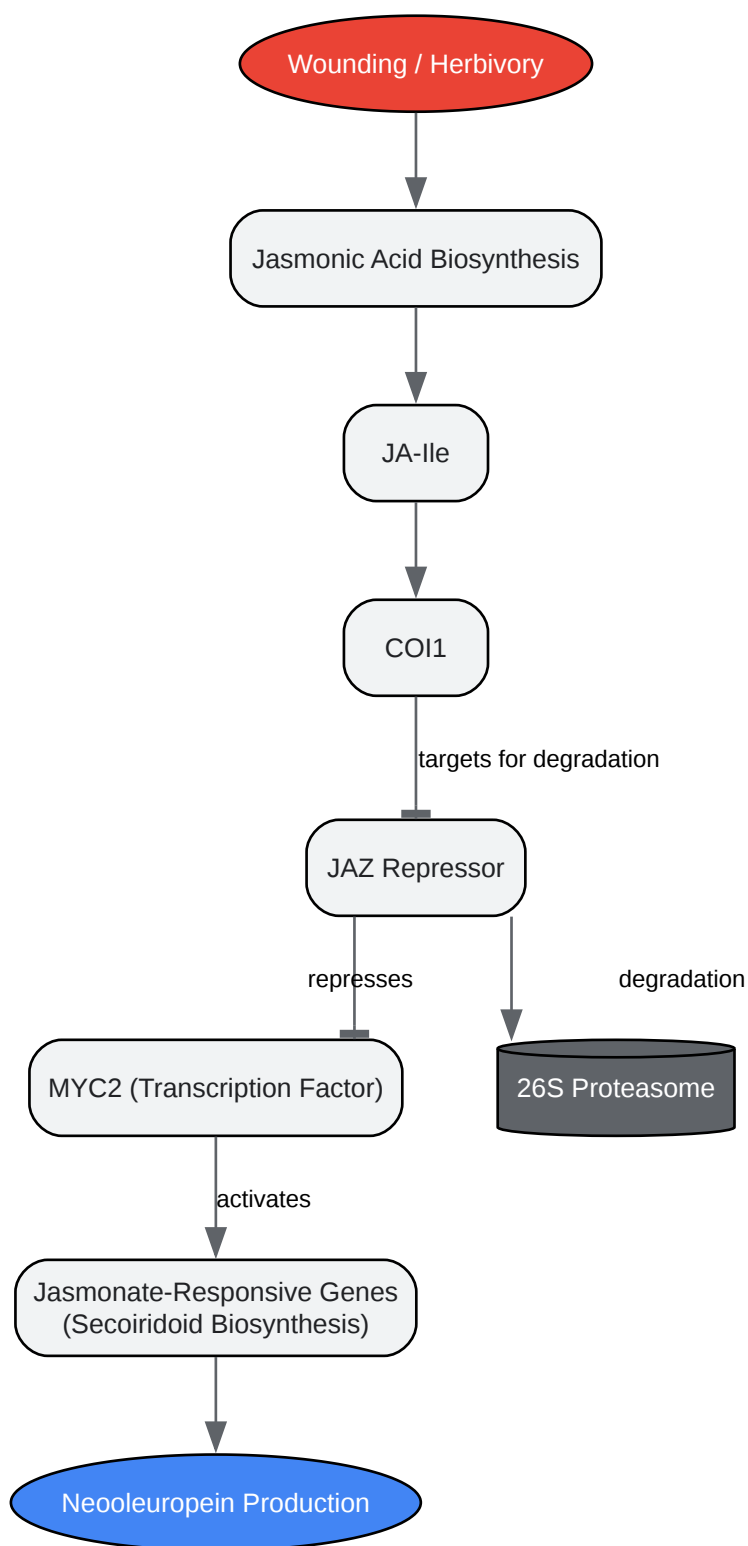 Wounding / Herbivory
Jasmonic Acid Biosynthesis
JA-Ile
COI1
targets for degradation
JAZ Repressor
represses
degradation
MYC2 (Transcription Factor)
26S Proteasome
activates
Jasmonate-Responsive Genes
(Secoiridoid Biosynthesis)
Neooleuropein Production